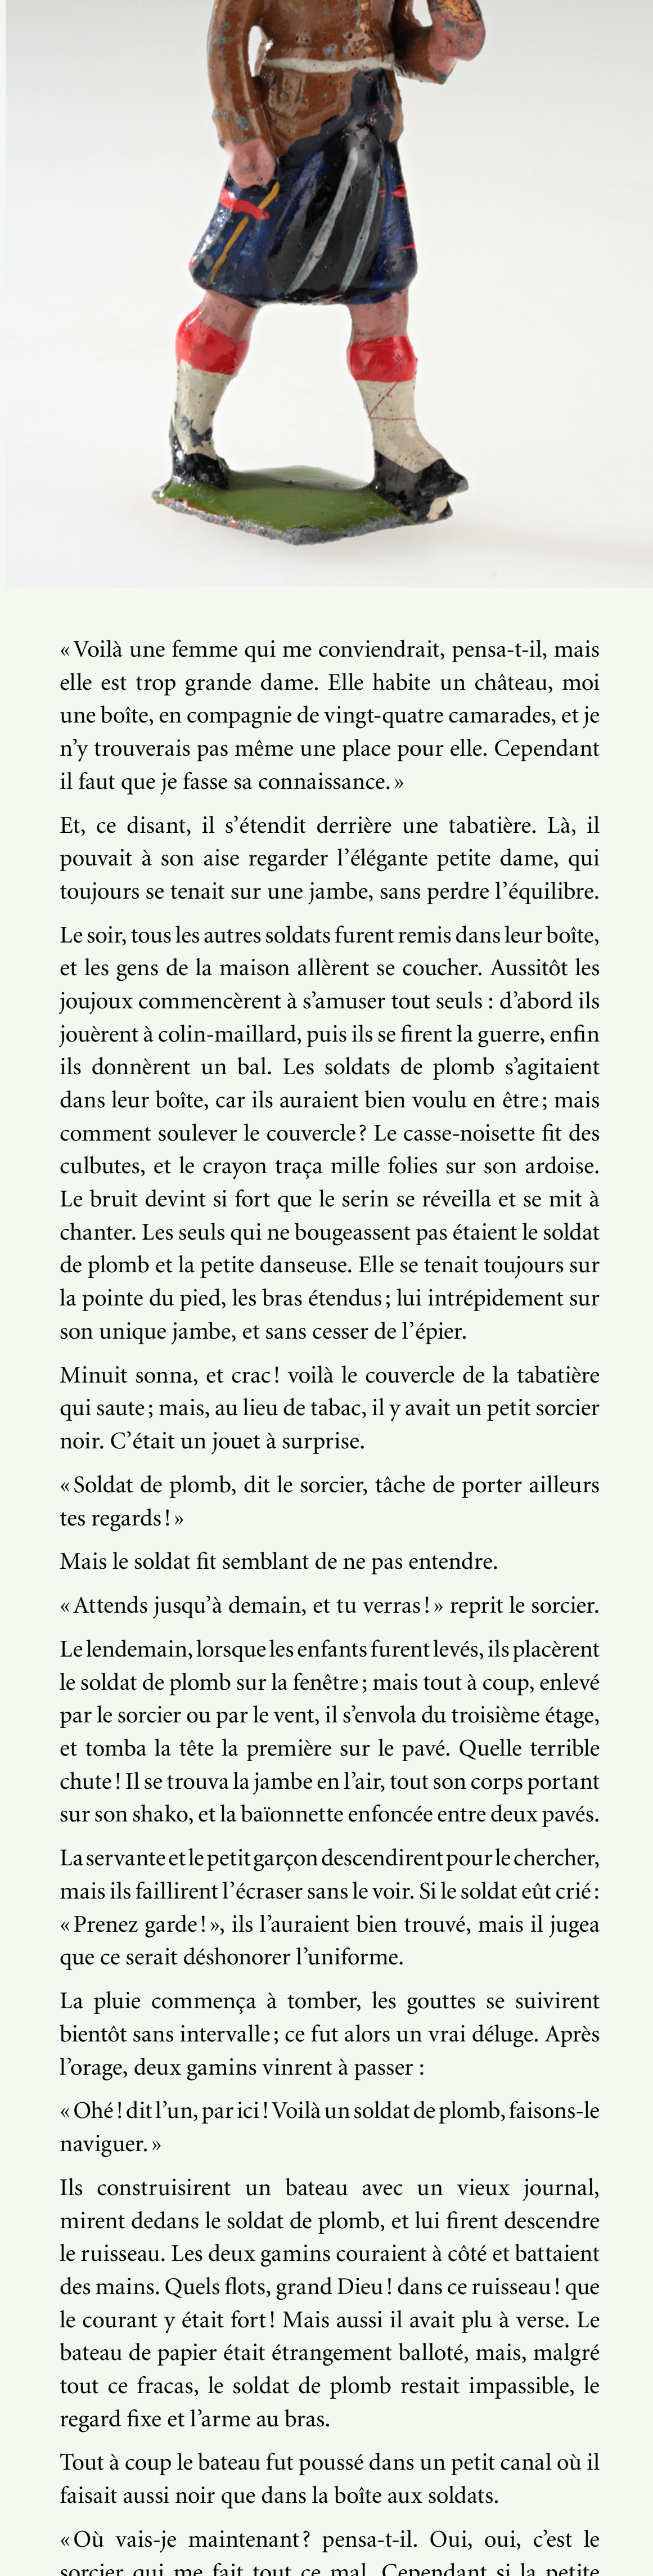 « Voilà une femme qui me conviendrait, pensa-t-il, mais
elle est trop grande dame. Elle habite un château, moi
une boîte, en compagnie de vingt-quatre camarades, et je
n’y trouverais pas même une place pour elle. Cependant
il faut que je fasse sa connaissance. »
Et, ce disant, il s’étendit derrière une tabatière. Là, il
pouvait à son aise regarder l’élégante petite dame, qui
toujours se tenait sur une jambe, sans perdre l’équilibre.
Le soir, tous les autres soldats furent remis dans leur boîte,
et les gens de la maison allèrent se coucher. Aussitôt les
joujoux commencèrent à s’amuser tout seuls : d’abord ils
jouèrent à colin-maillard, puis ils se firent la guerre, enfin
ils donnèrent un bal. Les soldats de plomb s’agitaient
dans leur boîte, car ils auraient bien voulu en être ; mais
comment soulever le couvercle ? Le casse-noisette fit des
culbutes, et le crayon traça mille folies sur son ardoise.
Le bruit devint si fort que le serin se réveilla et se mit à
chanter. Les seuls qui ne bougeassent pas étaient le soldat
de plomb et la petite danseuse. Elle se tenait toujours sur
la pointe du pied, les bras étendus ; lui intrépidement sur
son unique jambe, et sans cesser de l’épier.
Minuit sonna, et crac ! voilà le couvercle de la tabatière
qui saute ; mais, au lieu de tabac, il y avait un petit sorcier
noir. C’était un jouet à surprise.
« Soldat de plomb, dit le sorcier, tâche de porter ailleurs
tes regards ! »
Mais le soldat fit semblant de ne pas entendre.
« Attends jusqu’à demain, et tu verras ! » reprit le sorcier.
Le lendemain, lorsque les enfants furent levés, ils placèrent
le soldat de plomb sur la fenêtre ; mais tout à coup, enlevé
par le sorcier ou par le vent, il s’envola du troisième étage,
et tomba la tête la première sur le pavé. Quelle terrible
chute ! Il se trouva la jambe en l’air, tout son corps portant
sur son shako, et la baïonnette enfoncée entre deux pavés.
La servante et le petit garçon descendirent pour le chercher,
mais ils faillirent l’écraser sans le voir. Si le soldat eût crié :
« Prenez garde ! », ils l’auraient bien trouvé, mais il jugea
que ce serait déshonorer l’uniforme.
La pluie commença à tomber, les gouttes se suivirent
bientôt sans intervalle ; ce fut alors un vrai déluge. Après
l’orage, deux gamins vinrent à passer :
« Ohé ! dit l’un, par ici ! Voilà un soldat de plomb, faisons-le
naviguer. »
Ils construisirent un bateau avec un vieux journal,
mirent dedans le soldat de plomb, et lui firent descendre
le ruisseau. Les deux gamins couraient à côté et battaient
des mains. Quels flots, grand Dieu ! dans ce ruisseau ! que
le courant y était fort ! Mais aussi il avait plu à verse. Le
bateau de papier était étrangement balloté, mais, malgré
tout ce fracas, le soldat de plomb restait impassible, le
regard fixe et l’arme au bras.
Tout à coup le bateau fut poussé dans un petit canal où il
faisait aussi noir que dans la boîte aux soldats.
« Où vais-je maintenant ? pensa-t-il. Oui, oui, c’est le
sorcier qui me fait tout ce mal. Cependant si la petite